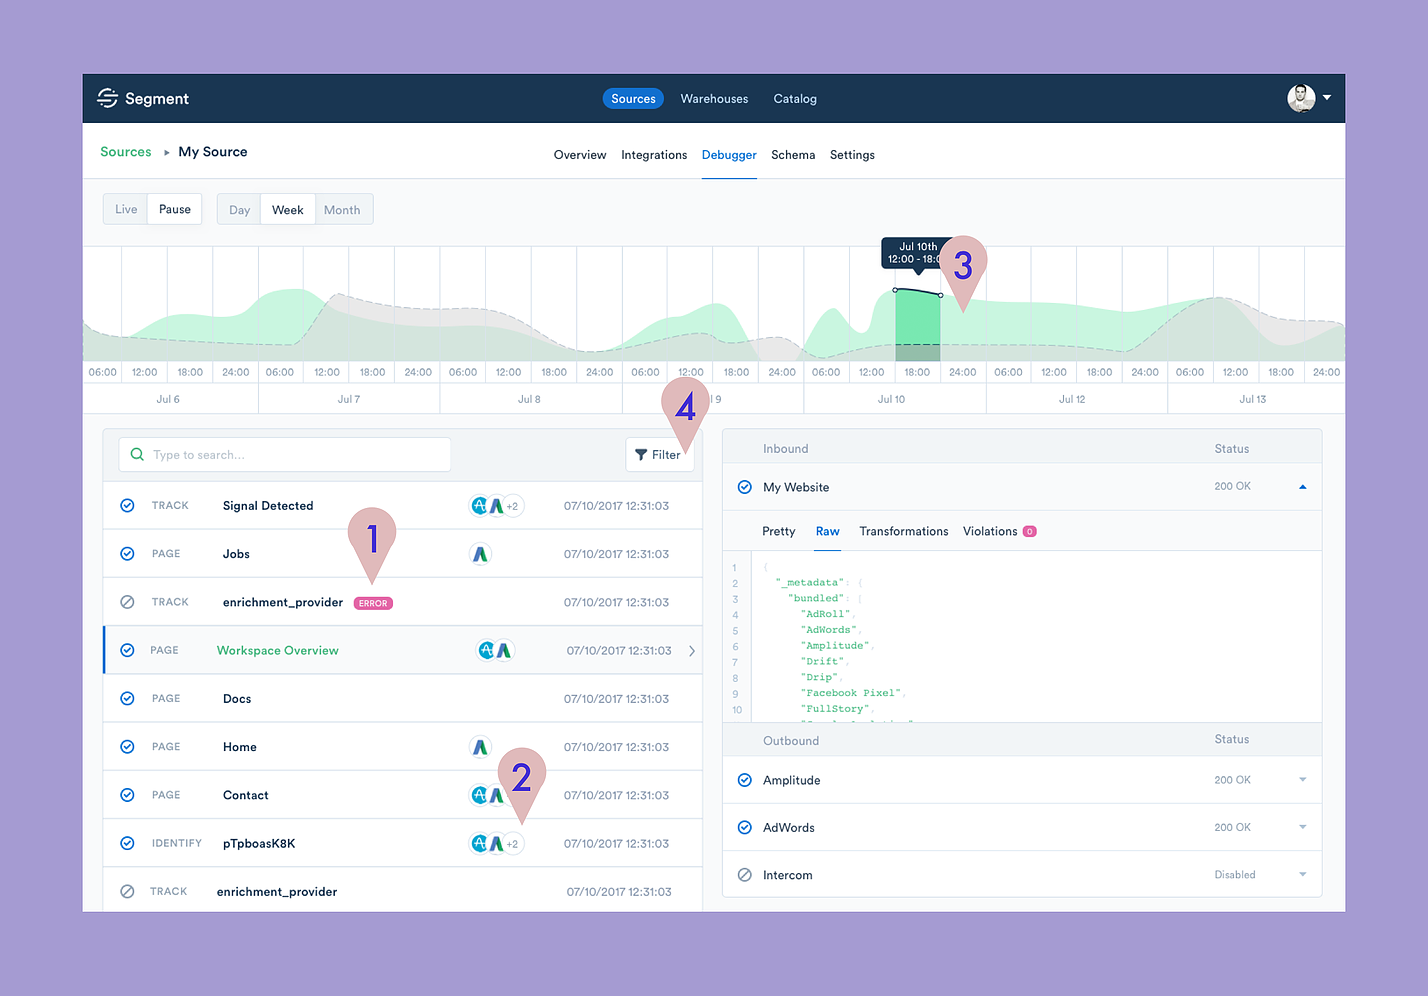 Segment
Sources Warehouses Catalog
Sources ▸ My Source
Overview Integrations Debugger Schema Settings
Live Pause Day Week Month
Jul 10th
12:00 - 18:0
3
06:00 12:00 18:00 24:00 06:00 12:00 18:00 24:00 06:00 12:00 18:00 24:00 06:00 12:00 18:00 24:00 06:00 12:00 18:00 24:00 06:00 12:00 18:00 24:00 06:00 12:00 18:00 24:00
Jul 6 Jul 7 Jul 8 9 Jul 10 Jul 12 Jul 13
4
Type to search... Filter
TRACK Signal Detected +2 07/10/2017 12:31:03
1
PAGE Jobs 07/10/2017 12:31:03
TRACK enrichment_provider ERROR 07/10/2017 12:31:03
PAGE Workspace Overview 07/10/2017 12:31:03
PAGE Docs 07/10/2017 12:31:03
PAGE Home 07/10/2017 12:31:03
2
PAGE Contact 07/10/2017 12:31:03
IDENTIFY pTpboasK8K +2 07/10/2017 12:31:03
TRACK enrichment_provider 07/10/2017 12:31:03
Inbound Status
My Website 200 OK
Pretty Raw Transformations Violations 0
1 {
2 "_metadata": {
3 "bundled": [
4 "AdRoll",
5 "AdWords",
6 "Amplitude",
7 "Drift",
8 "Drip",
9 "Facebook Pixel",
10 "FullStory",
Outbound Status
Amplitude 200 OK
AdWords 200 OK
Intercom Disabled